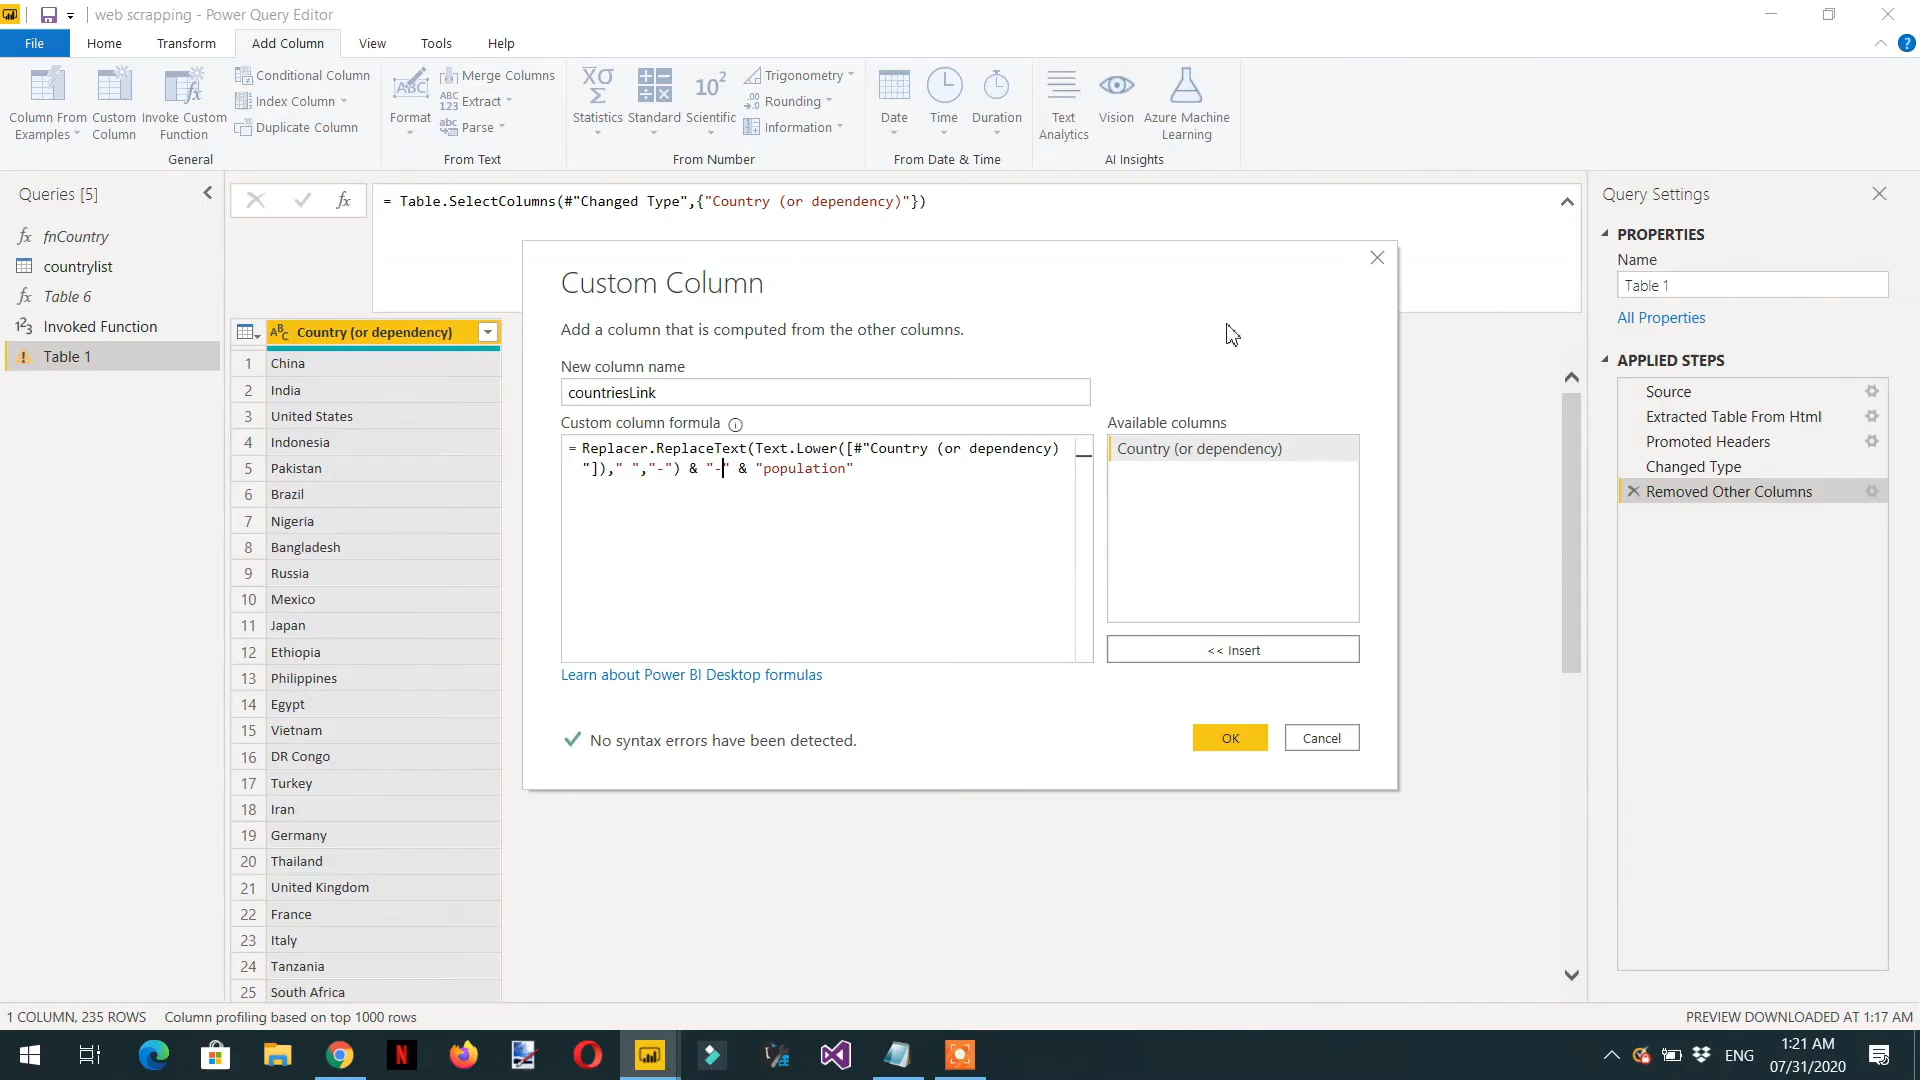 web scrapping - Power Query Editor
File
Home
Transform
Add Column
View
Tools
Help
Column From
Examples
Custom
Column
Invoke Custom
Function
Conditional Column
Index Column
Duplicate Column
General
Format
Merge Columns
Extract
Parse
From Text
Statistics
Standard
Scientific
Trigonometry
Rounding
Information
From Number
Date
Time
Duration
From Date & Time
Text
Analytics
Vision
Azure Machine
Learning
AI Insights
Queries [5]
fnCountry
countrylist
Table 6
Invoked Function
Table 1
= Table.SelectColumns(#"Changed Type",{"Country (or dependency)"})
Country (or dependency)
1 China
2 India
3 United States
4 Indonesia
5 Pakistan
6 Brazil
7 Nigeria
8 Bangladesh
9 Russia
10 Mexico
11 Japan
12 Ethiopia
13 Philippines
14 Egypt
15 Vietnam
16 DR Congo
17 Turkey
18 Iran
19 Germany
20 Thailand
21 United Kingdom
22 France
23 Italy
24 Tanzania
25 South Africa
Custom Column
Add a column that is computed from the other columns.
New column name
countriesLink
Custom column formula
= Replacer.ReplaceText(Text.Lower([#"Country (or dependency)
"])," ","-") & "-" & "population"
Available columns
Country (or dependency)
<< Insert
Learn about Power BI Desktop formulas
No syntax errors have been detected.
OK
Cancel
Query Settings
PROPERTIES
Name
Table 1
All Properties
APPLIED STEPS
Source
Extracted Table From Html
Promoted Headers
Changed Type
Removed Other Columns
1 COLUMN, 235 ROWS
Column profiling based on top 1000 rows
PREVIEW DOWNLOADED AT 1:17 AM
ENG
1:21 AM
07/31/2020